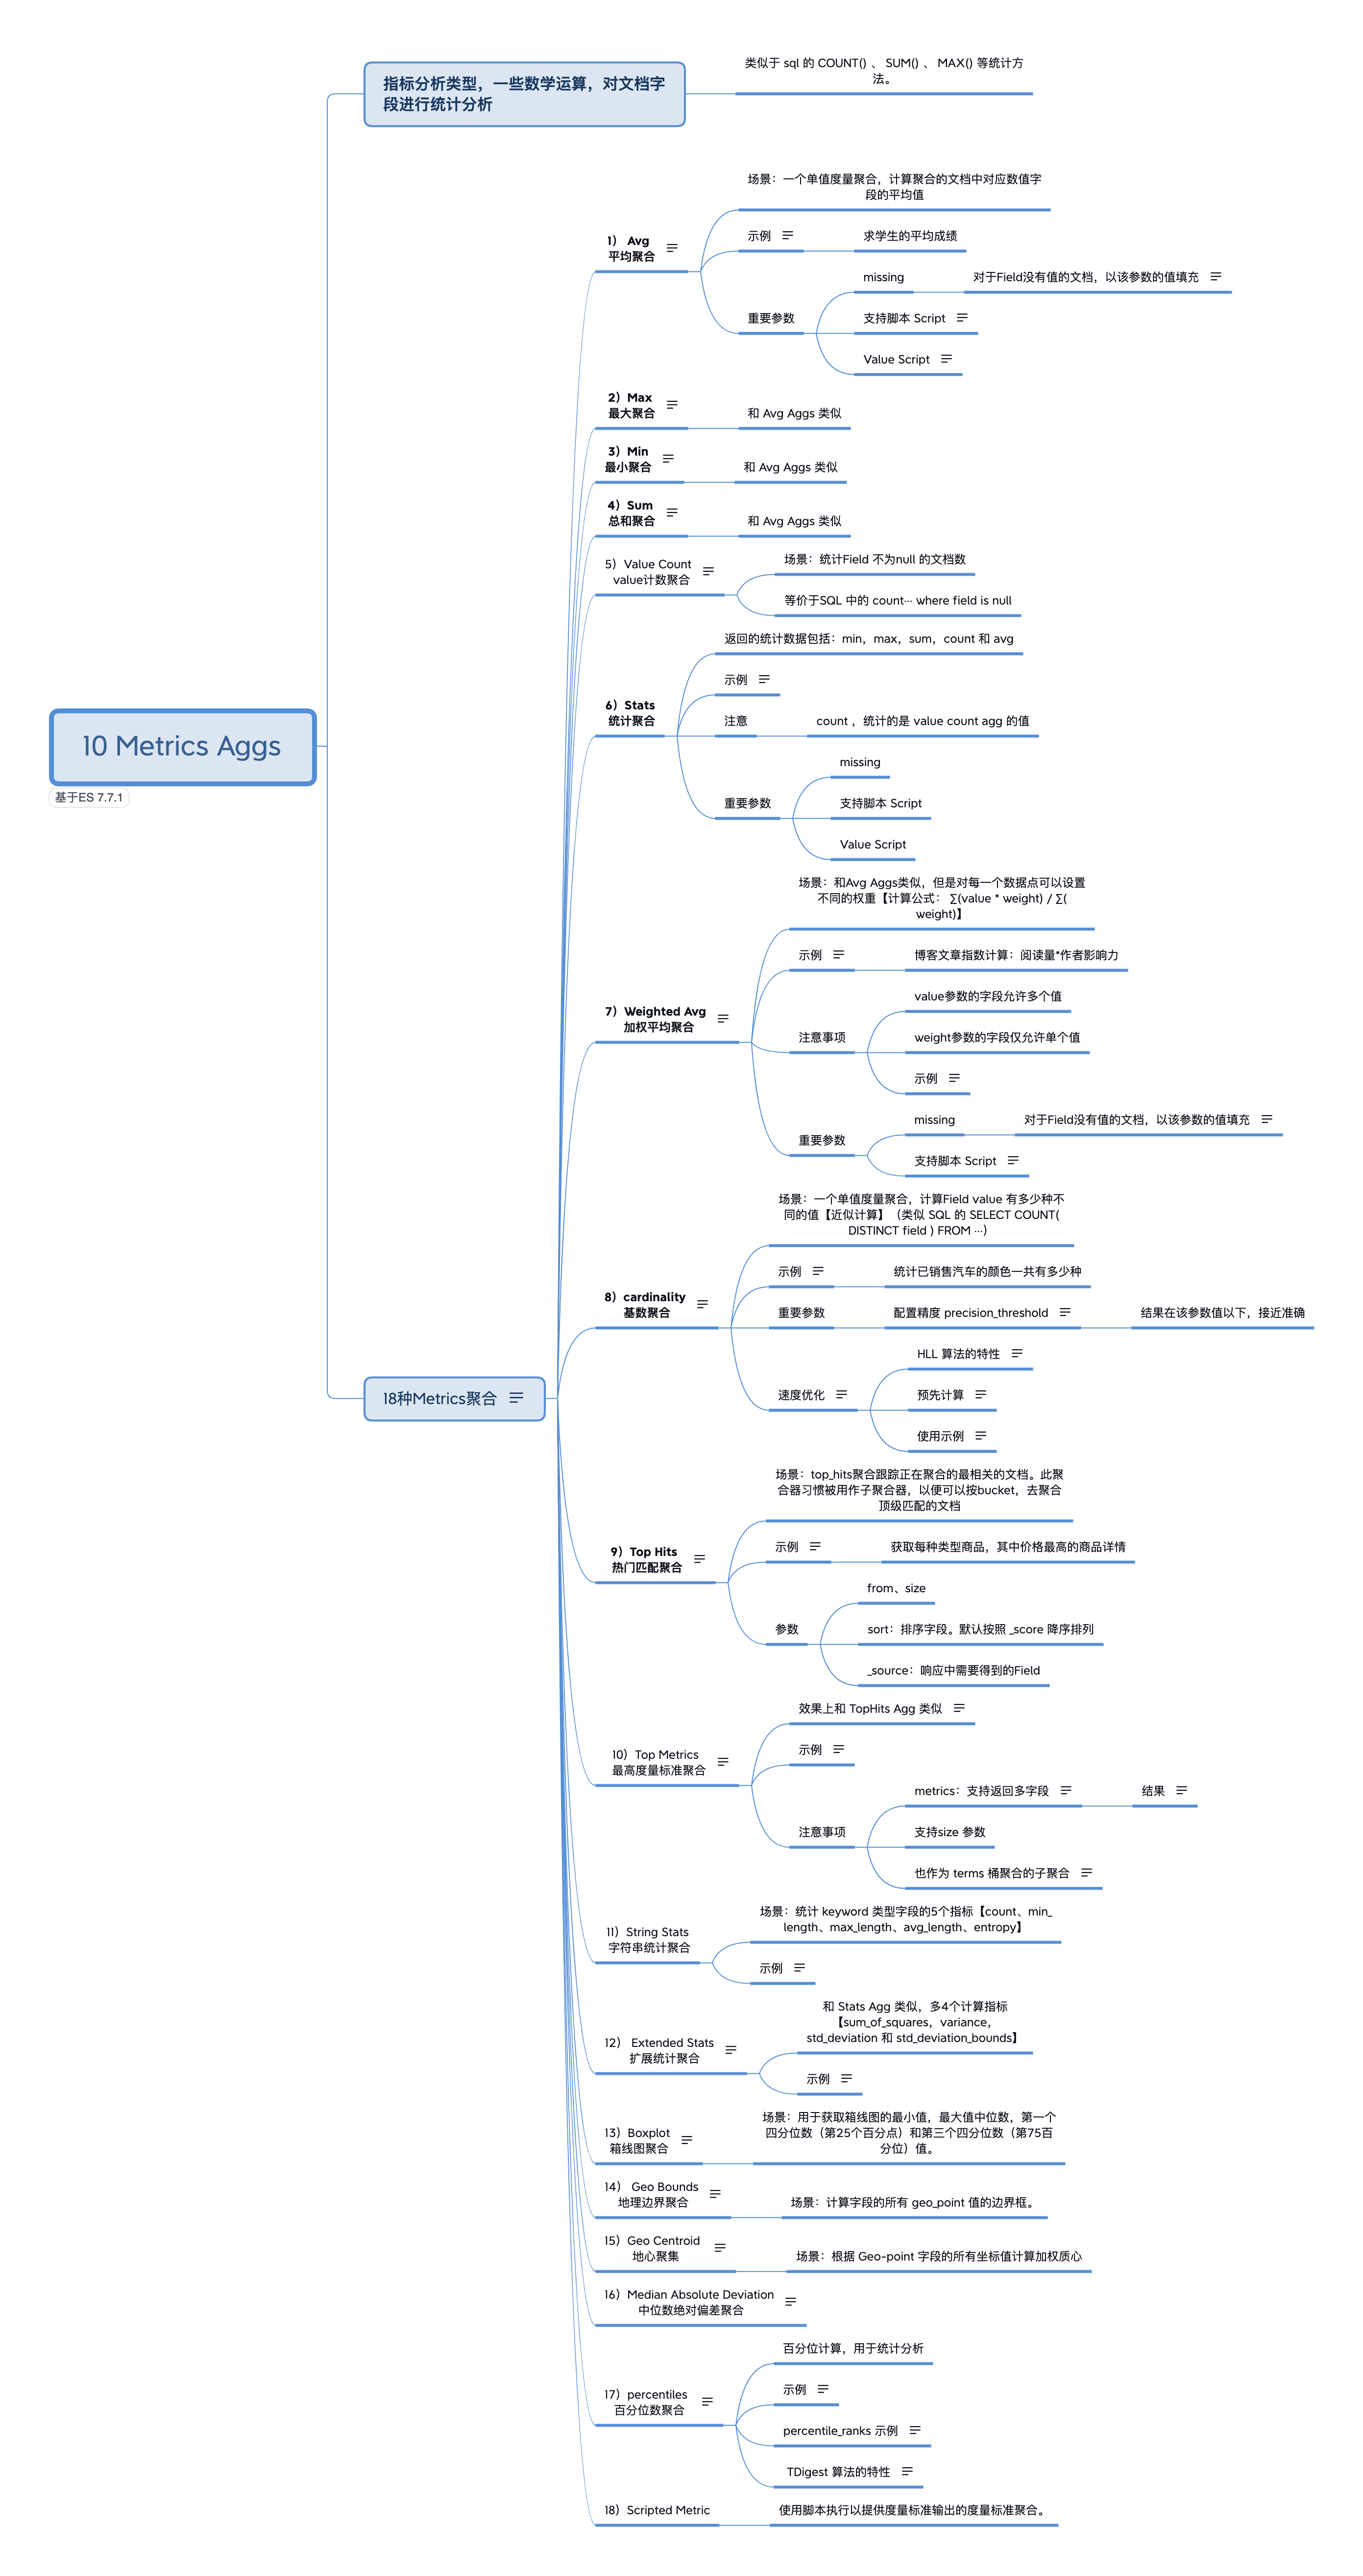 10 Metrics Aggs
基于ES 7.7.1
指标分析类型，一些数学运算，对文档字
段进行统计分析
类似于 sql 的 COUNT() 、 SUM() 、 MAX() 等统计方
法。
18种Metrics聚合
1） Avg
平均聚合
场景：一个单值度量聚合，计算聚合的文档中对应数值字
段的平均值
示例
求学生的平均成绩
重要参数
missing
对于Field没有值的文档，以该参数的值填充
支持脚本 Script
Value Script
2）Max
最大聚合
和 Avg Aggs 类似
3）Min
最小聚合
和 Avg Aggs 类似
4）Sum
总和聚合
和 Avg Aggs 类似
5）Value Count
value计数聚合
场景：统计Field 不为null 的文档数
等价于SQL 中的 count… where field is null
6）Stats
统计聚合
返回的统计数据包括：min，max，sum，count 和 avg
示例
注意
count ，统计的是 value count agg 的值
重要参数
missing
支持脚本 Script
Value Script
7）Weighted Avg
加权平均聚合
场景：和Avg Aggs类似，但是对每一个数据点可以设置
不同的权重【计算公式： ∑(value * weight) / ∑(
weight)】
示例
博客文章指数计算：阅读量*作者影响力
注意事项
value参数的字段允许多个值
weight参数的字段仅允许单个值
示例
重要参数
missing
对于Field没有值的文档，以该参数的值填充
支持脚本 Script
8）cardinality
基数聚合
场景：一个单值度量聚合，计算Field value 有多少种不
同的值【近似计算】（类似 SQL 的 SELECT COUNT(
DISTINCT field ) FROM …）
示例
统计已销售汽车的颜色一共有多少种
重要参数
配置精度 precision_threshold
结果在该参数值以下，接近准确
速度优化
HLL 算法的特性
预先计算
使用示例
9）Top Hits
热门匹配聚合
场景：top_hits聚合跟踪正在聚合的最相关的文档。此聚
合器习惯被用作子聚合器，以便可以按bucket，去聚合
顶级匹配的文档
示例
获取每种类型商品，其中价格最高的商品详情
参数
from、size
sort：排序字段。默认按照 _score 降序排列
_source：响应中需要得到的Field
10）Top Metrics
最高度量标准聚合
效果上和 TopHits Agg 类似
示例
注意事项
metrics：支持返回多字段
结果
支持size 参数
也作为 terms 桶聚合的子聚合
11）String Stats
字符串统计聚合
场景：统计 keyword 类型字段的5个指标【count、min_
length、max_length、avg_length、entropy】
示例
12） Extended Stats
扩展统计聚合
和 Stats Agg 类似，多4个计算指标
【sum_of_squares，variance，
std_deviation 和 std_deviation_bounds】
示例
13）Boxplot
箱线图聚合
场景：用于获取箱线图的最小值，最大值中位数，第一个
四分位数（第25个百分点）和第三个四分位数（第75百
分位）值。
14） Geo Bounds
地理边界聚合
场景：计算字段的所有 geo_point 值的边界框。
15）Geo Centroid
地心聚集
场景：根据 Geo-point 字段的所有坐标值计算加权质心
16）Median Absolute Deviation
中位数绝对偏差聚合
17）percentiles
百分位数聚合
百分位计算，用于统计分析
示例
percentile_ranks 示例
TDigest 算法的特性
18）Scripted Metric
使用脚本执行以提供度量标准输出的度量标准聚合。